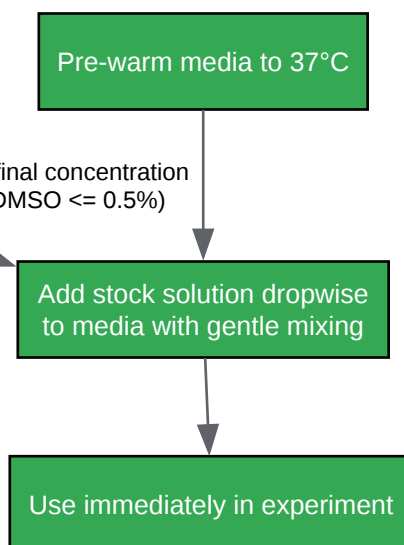 Pre-warm media to 37°C
final concentration
DMSO <= 0.5%)
Add stock solution dropwise
to media with gentle mixing
Use immediately in experiment